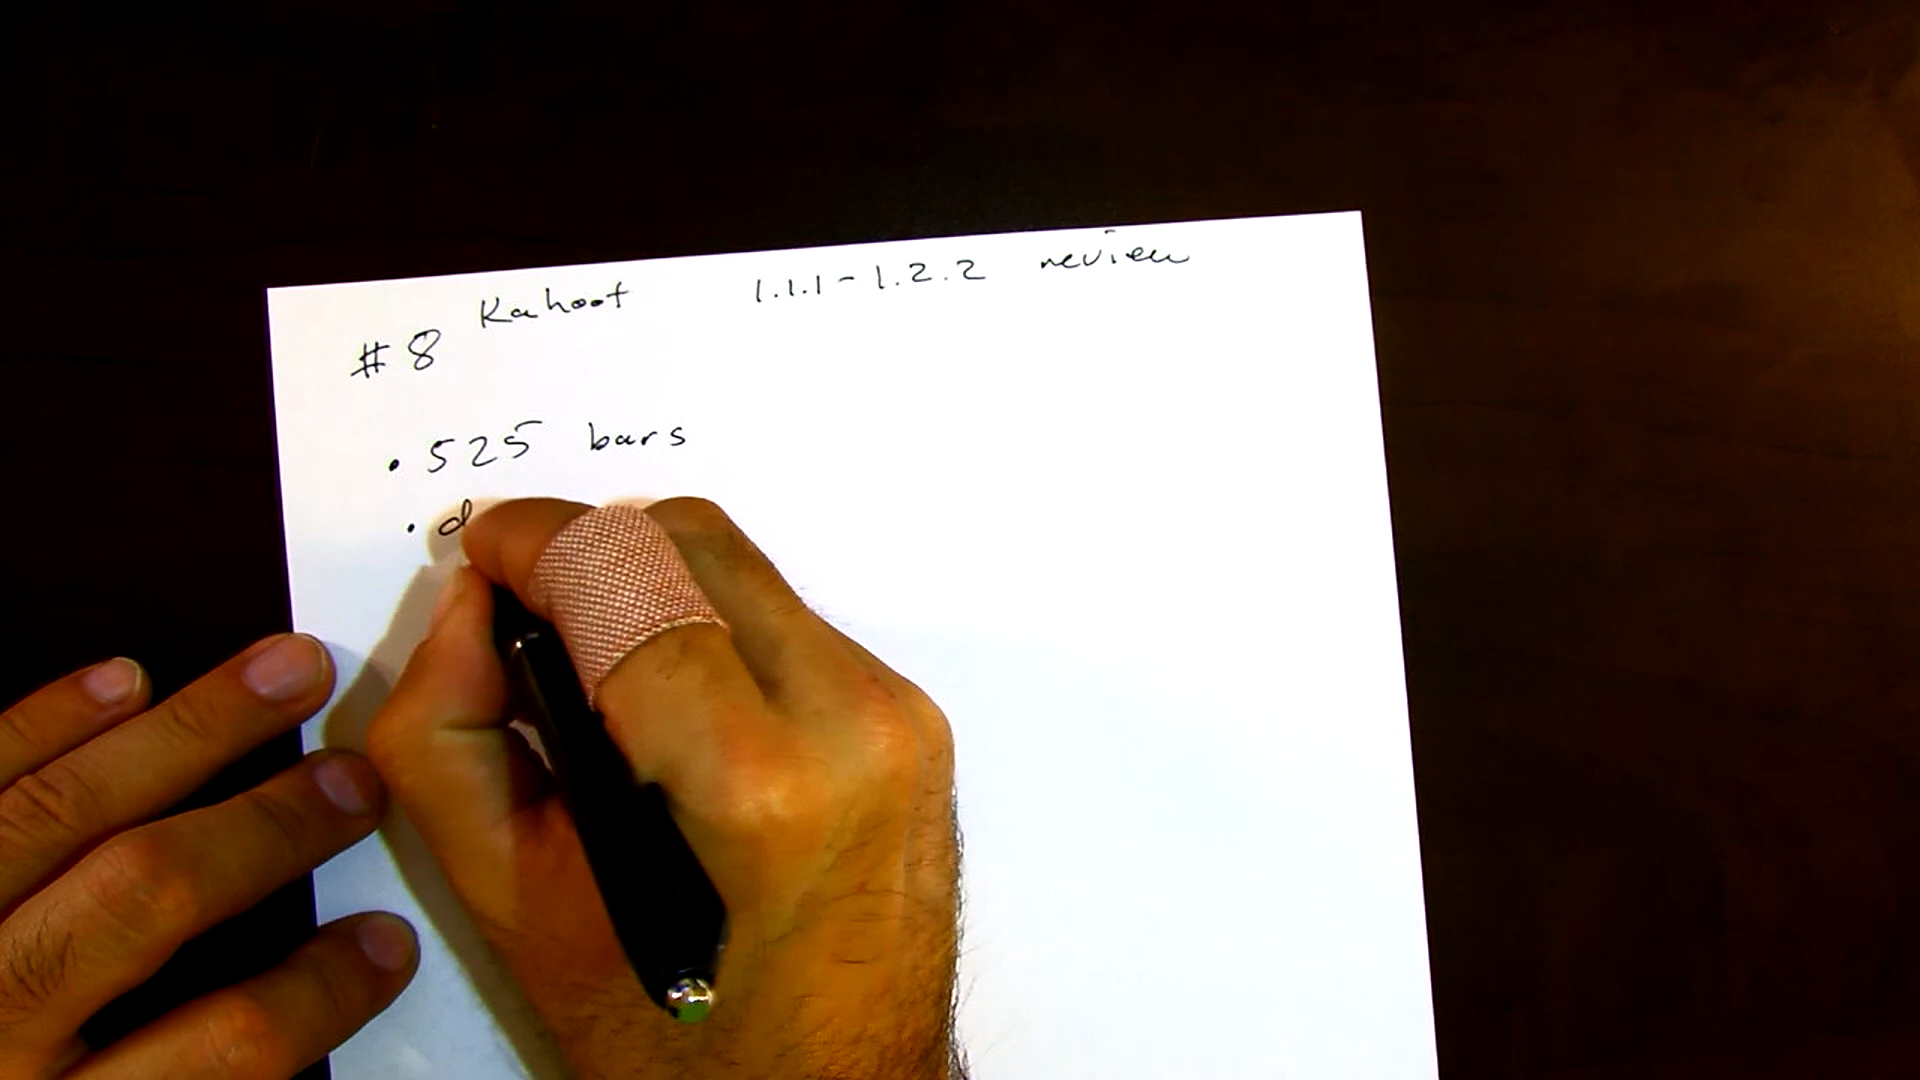 Kahoot 1.1.1 - 1.2.2 review
#8
• 525 bars
• d